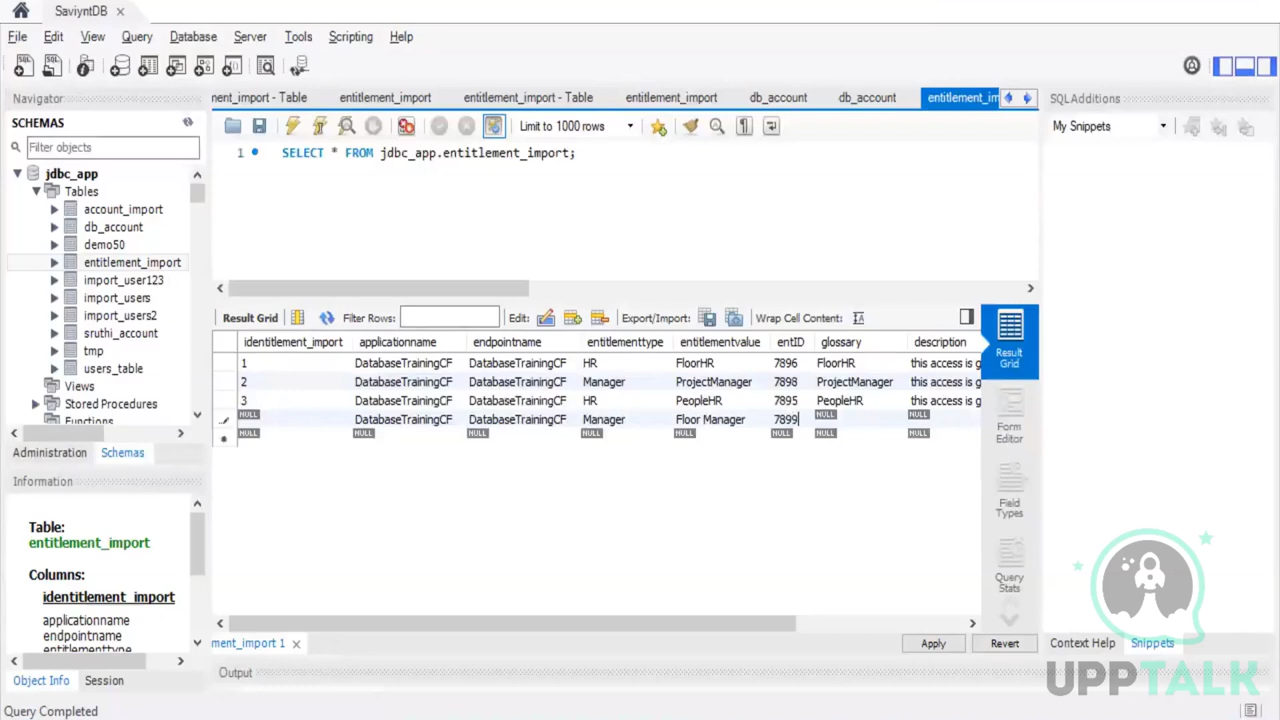 SaviyntDB
File Edit View Query Database Server Tools Scripting Help
Navigator
SCHEMAS
Filter objects
jdbc_app
Tables
account_import
db_account
demo50
entitlement_import
import_user123
import_users
import_users2
sruthi_account
tmp
users_table
Views
Stored Procedures
Functions
Administration Schemas
Information
Table:
entitlement_import
Columns:
identitlement_import
applicationname
endpointname
entitlementtype
Object Info Session
Query Completed
ment_import - Table entitlement_import entitlement_import - Table entitlement_import db_account db_account entitlement_im
Limit to 1000 rows
1 SELECT * FROM jdbc_app.entitlement_import;
Result Grid Filter Rows: Edit: Export/Import: Wrap Cell Content:
identitlement_import applicationname endpointname entitlementtype entitlementvalue entID glossary description
1 DatabaseTrainingCF DatabaseTrainingCF HR FloorHR 7896 FloorHR this access is g
2 DatabaseTrainingCF DatabaseTrainingCF Manager ProjectManager 7898 ProjectManager this access is g
3 DatabaseTrainingCF DatabaseTrainingCF HR PeopleHR 7895 PeopleHR this access is g
NULL DatabaseTrainingCF DatabaseTrainingCF Manager Floor Manager 7899 NULL NULL
NULL NULL NULL NULL NULL NULL NULL NULL
Result Grid
Form Editor
Field Types
Query Stats
ment_import 1
Apply Revert
Output
SQLAdditions
My Snippets
Context Help Snippets
UPPTALK